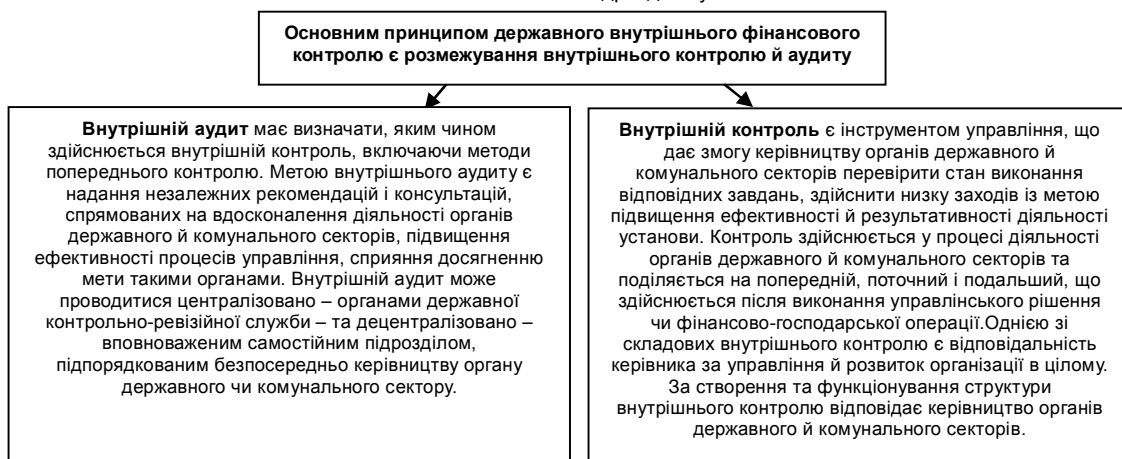 Основним принципом державного внутрішнього фінансового
контролю є розмежування внутрішнього контролю й аудиту
Внутрішній аудит має визначати, яким чином
здійснюється внутрішній контроль, включаючи методи
попереднього контролю. Метою внутрішнього аудиту є
надання незалежних рекомендацій і консультацій,
спрямованих на вдосконалення діяльності органів
державного й комунального секторів, підвищення
ефективності процесів управління, сприяння досягненню
мети такими органами. Внутрішній аудит може
проводитися централізовано – органами державної
контрольно-ревізійної служби – та децентралізовано –
вповноваженим самостійним підрозділом,
підпорядкованим безпосередньо керівництву органу
державного чи комунального сектору.
Внутрішній контроль є інструментом управління, що
дає змогу керівництву органів державного й
комунального секторів перевірити стан виконання
відповідних завдань, здійснити низку заходів із метою
підвищення ефективності й результативності діяльності
установи. Контроль здійснюється у процесі діяльності
органів державного й комунального секторів та
поділяється на попередній, поточний і подальший, що
здійснюється після виконання управлінського рішення
чи фінансово-господарської операції.Однією зі
складових внутрішнього контролю є відповідальність
керівника за управління й розвиток організації в цілому.
За створення та функціонування структури
внутрішнього контролю відповідає керівництво органів
державного й комунального секторів.